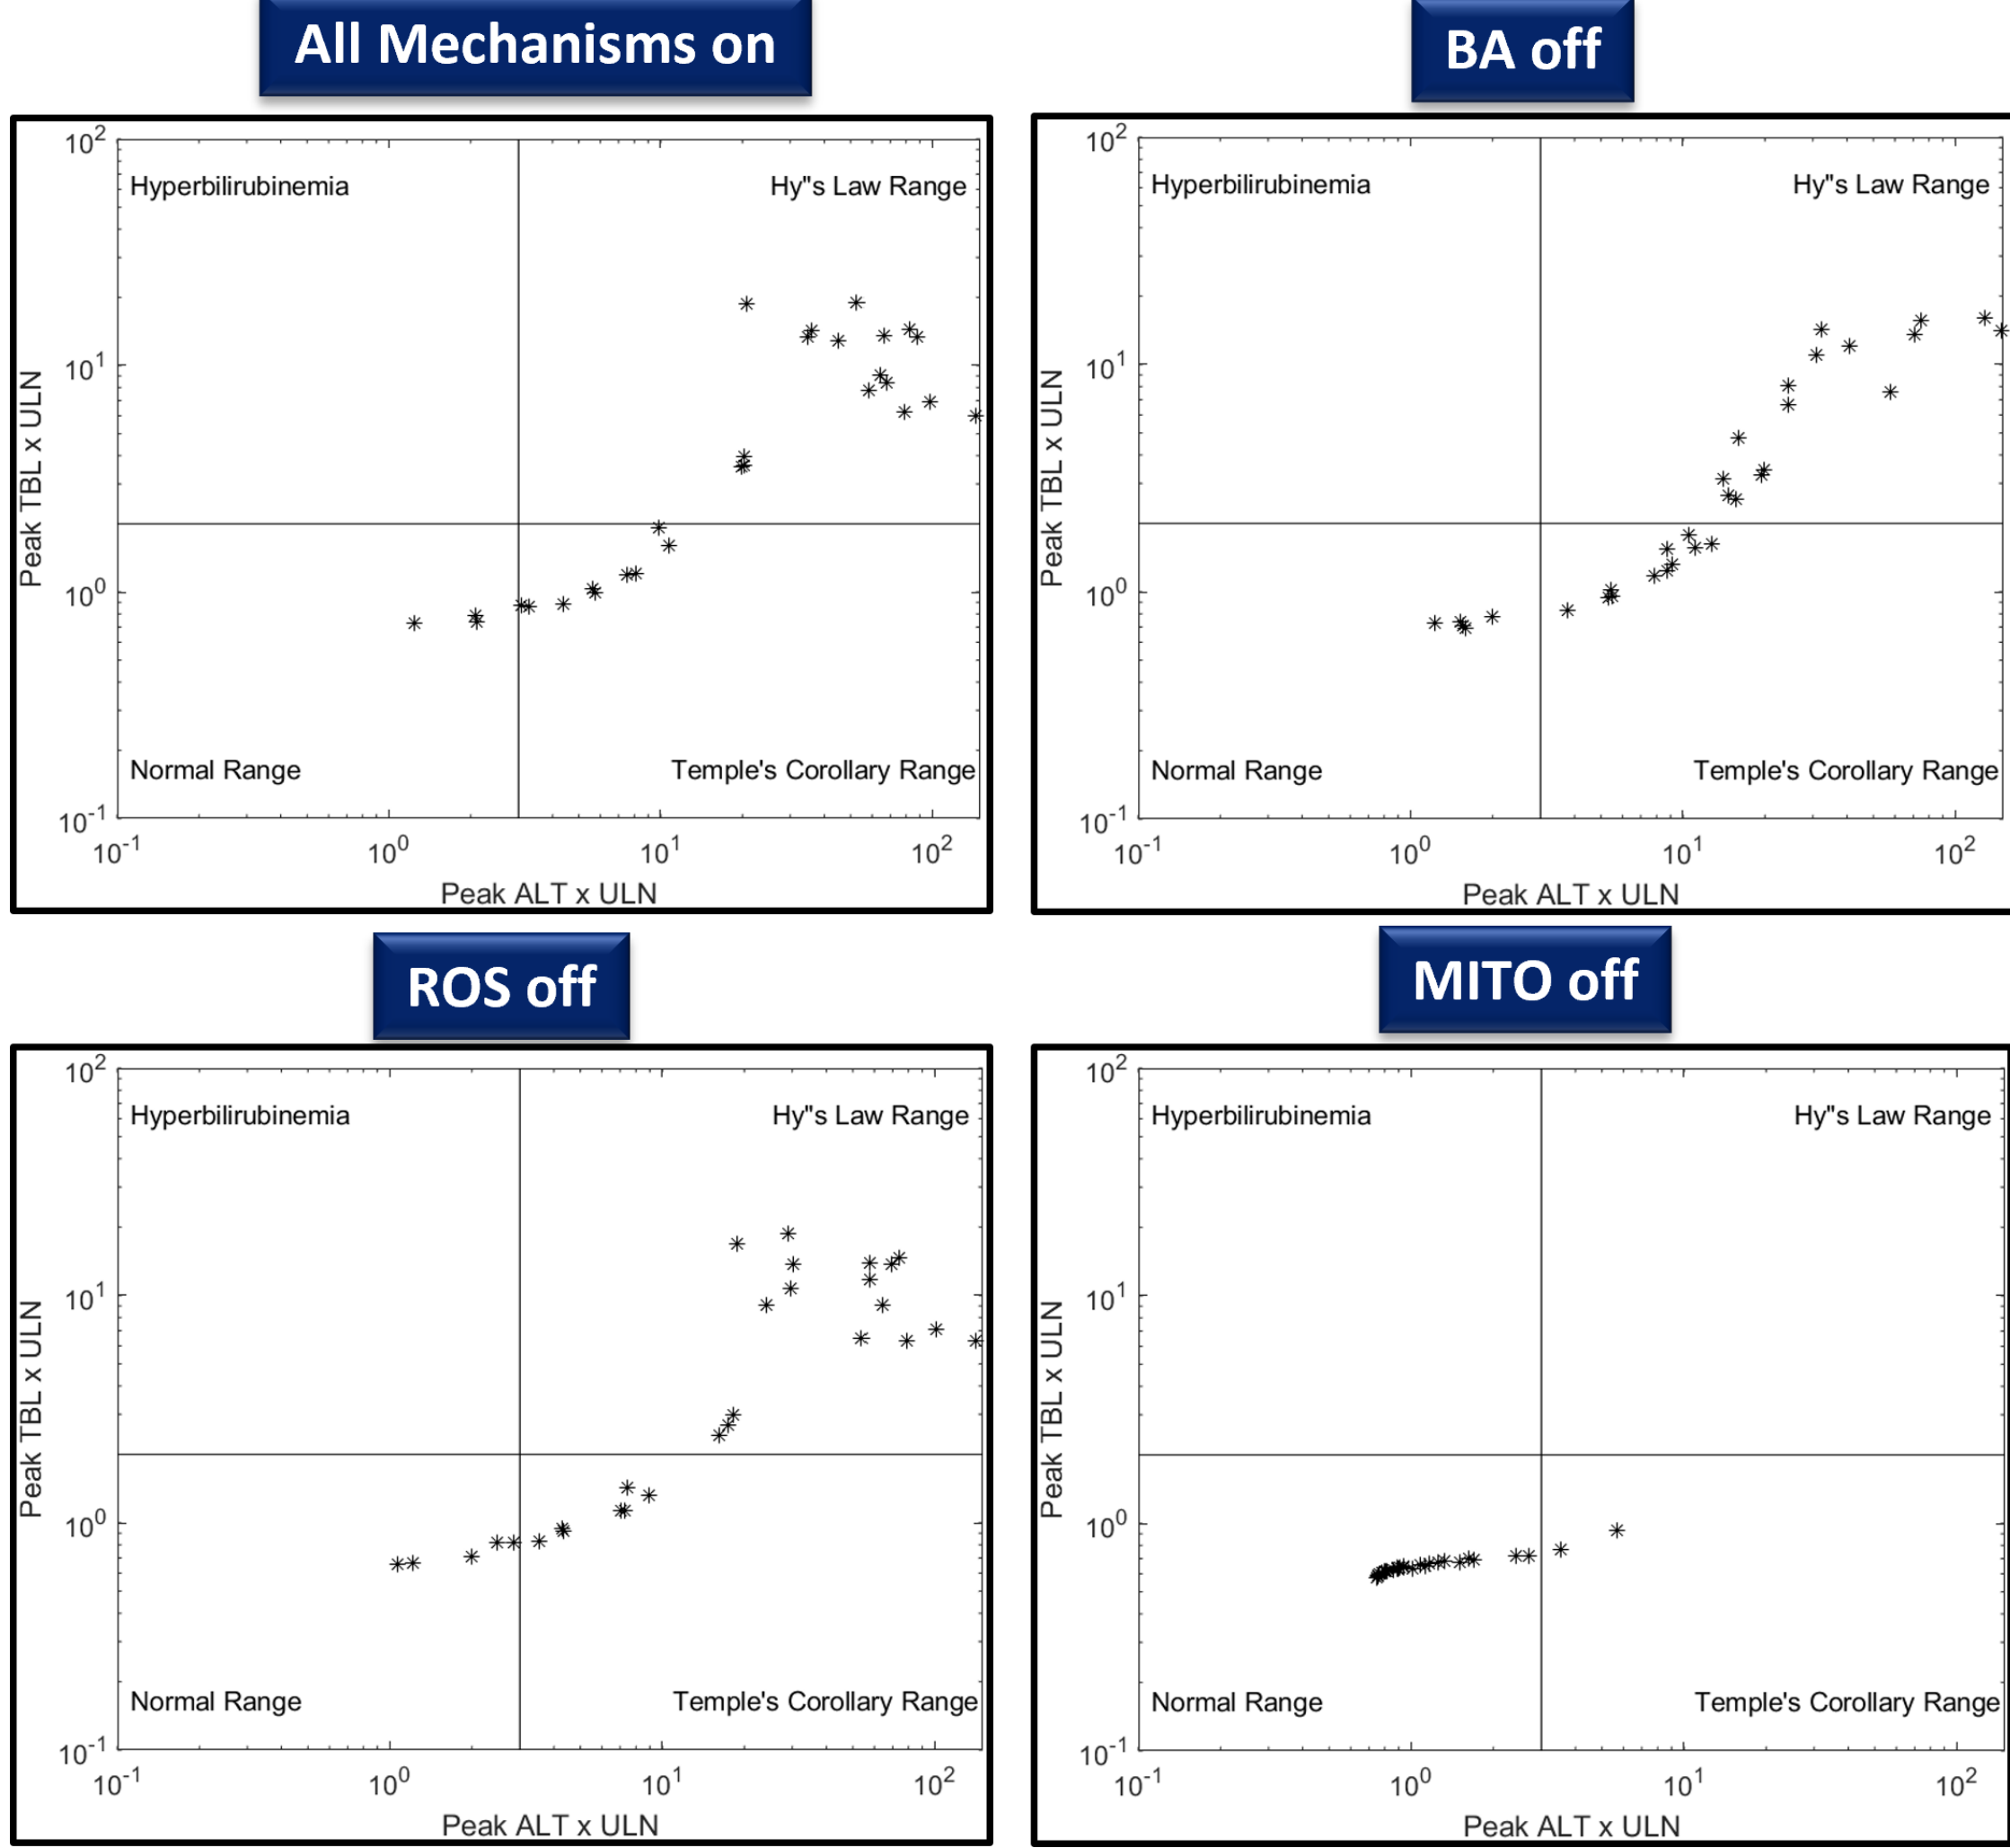 All Mechanisms on
10^2
Hyperbilirubinemia
Hy"s Law Range
10^1
Peak TBL x ULN
10^0
Normal Range
Temple's Corollary Range
10^-1
10^-1
10^0
10^1
10^2
Peak ALT x ULN
BA off
10^2
Hyperbilirubinemia
Hy"s Law Range
10^1
Peak TBL x ULN
10^0
Normal Range
Temple's Corollary Range
10^-1
10^-1
10^0
10^1
10^2
Peak ALT x ULN
ROS off
10^2
Hyperbilirubinemia
Hy"s Law Range
10^1
Peak TBL x ULN
10^0
Normal Range
Temple's Corollary Range
10^-1
10^-1
10^0
10^1
10^2
Peak ALT x ULN
MITO off
10^2
Hyperbilirubinemia
Hy"s Law Range
10^1
Peak TBL x ULN
10^0
Normal Range
Temple's Corollary Range
10^-1
10^-1
10^0
10^1
10^2
Peak ALT x ULN